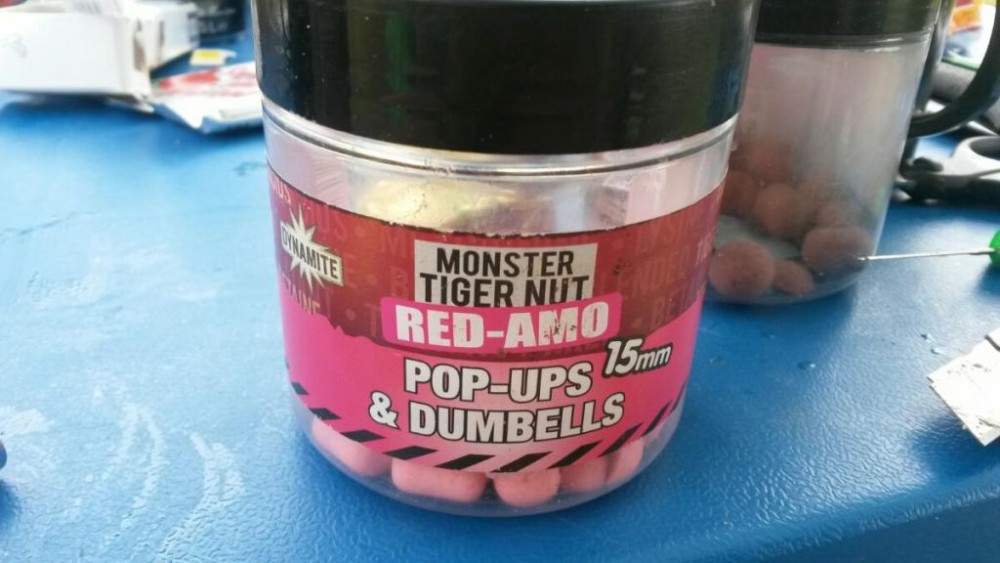 DYNAMITE
MONSTER
TIGER NUT
RED-AMO
15mm
POP-UPS
& DUMBELLS